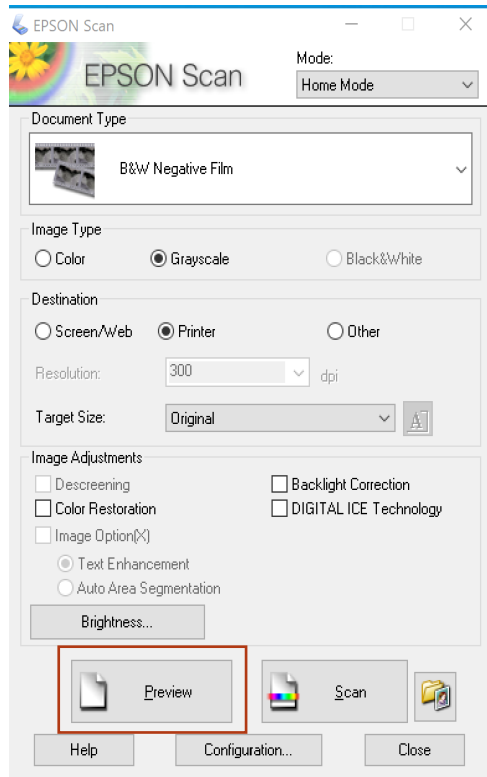 EPSON Scan
EPSON Scan
Mode:
Home Mode
Document Type
B&W Negative Film
Image Type
Color Grayscale Black&White
Destination
Screen/Web Printer Other
Resolution: 300 dpi
Target Size: Original A
Image Adjustments
Descreening Backlight Correction
Color Restoration DIGITAL ICE Technology
Image Option(X)
Text Enhancement
Auto Area Segmentation
Brightness...
Preview Scan
Help Configuration... Close